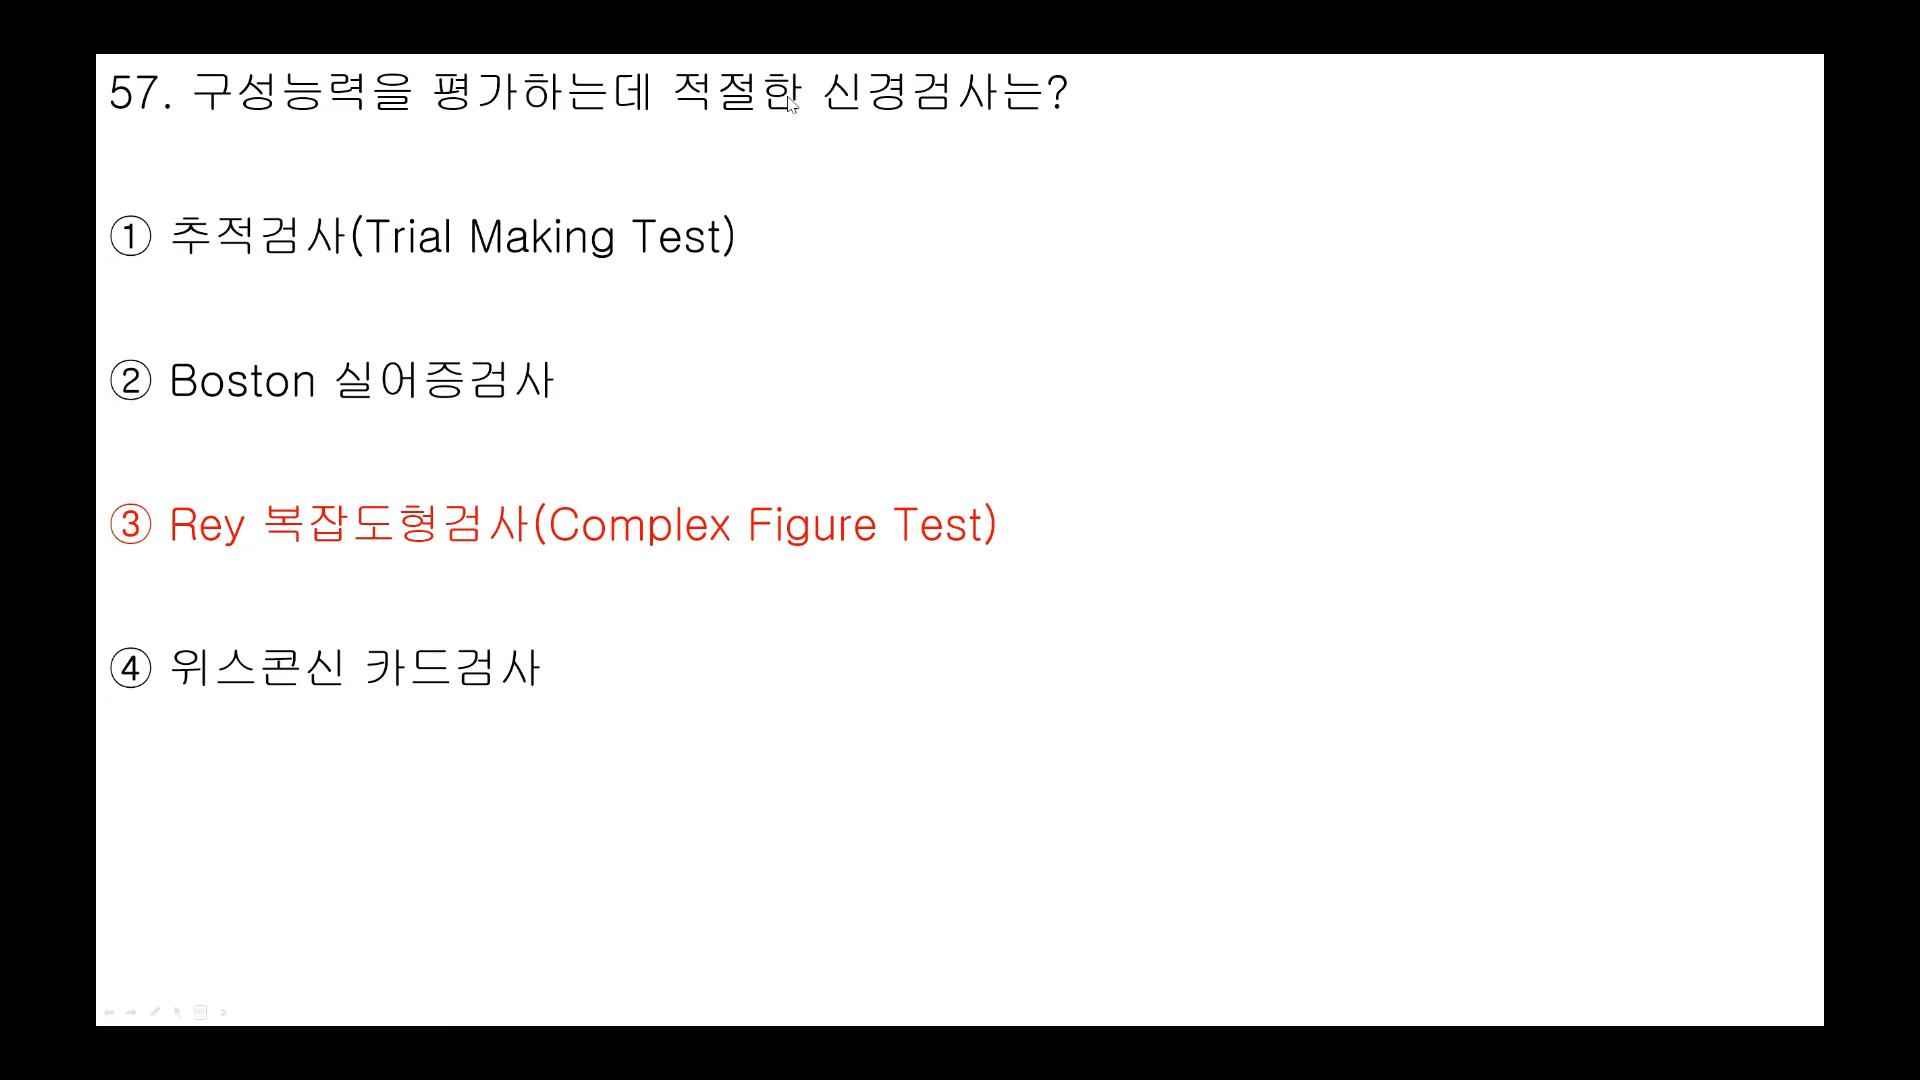 57. 구성능력을 평가하는데 적절한 신경검사는?
① 추적검사(Trial Making Test)
② Boston 실어증검사
③ Rey 복잡도형검사(Complex Figure Test)
④ 위스콘신 카드검사